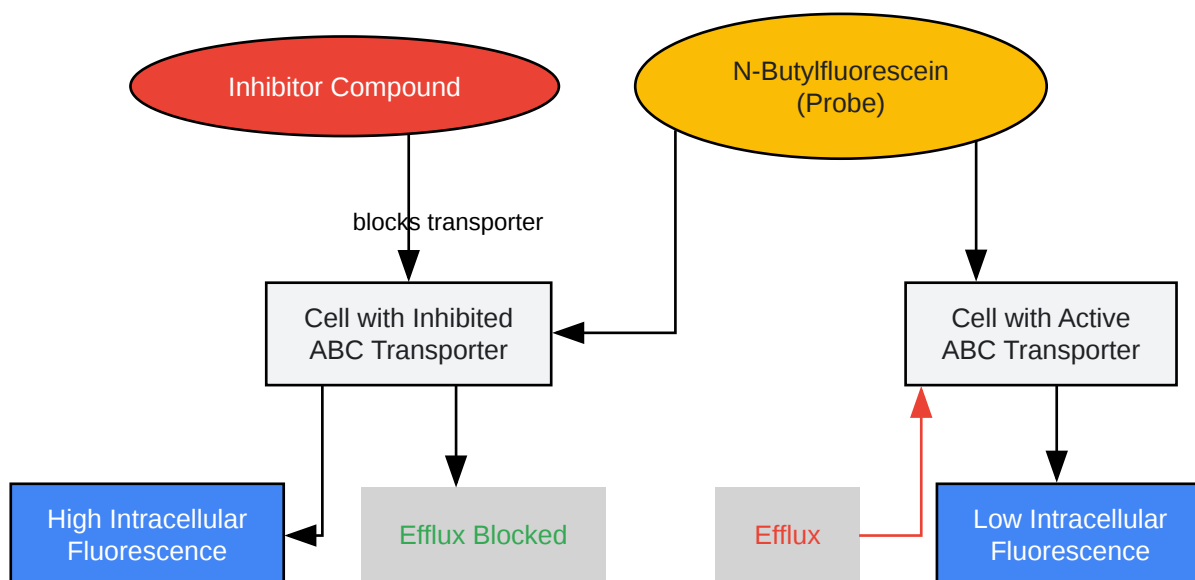 Inhibitor Compound
N-Butylfluorescein
(Probe)
blocks transporter
Cell with Inhibited
ABC Transporter
Cell with Active
ABC Transporter
High Intracellular
Fluorescence
Efflux Blocked
Efflux
Low Intracellular
Fluorescence